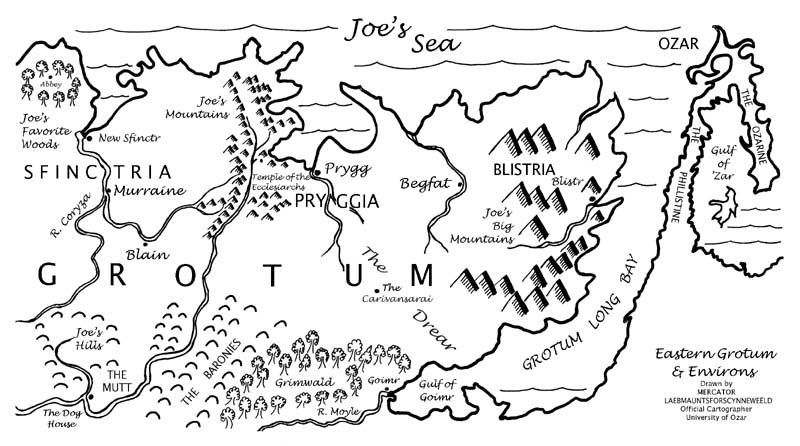 Joe's
Sea
OZAR
Abbey
Joe's
Favorite
Woods
New Sfinctr
Joe's
Mountains
THE
OZARINE
THE
PHILISTINE
Gulf
of
'Zar
SFINCTRIA
Murraine
R. Coryza
Temple of the
Ecclesiarchs
Prygg
PRYGGIA
Begfat
BLISTRIA
Blistr
Joe's
Big
Mountains
Blain
GROTUM
The
Drear
The
Carivansarai
GROTUM LONG BAY
Joe's
Hills
THE
MUTT
The Dog
House
THE BARONIES
Grimwald
Goimr
R. Moyle
Gulf of
Goimr
Eastern Grotum
& Environs
Drawn by
MERCATOR
LAEBMAUNTSFORSCYNNEWEELD
Official Cartographer
University of Ozar